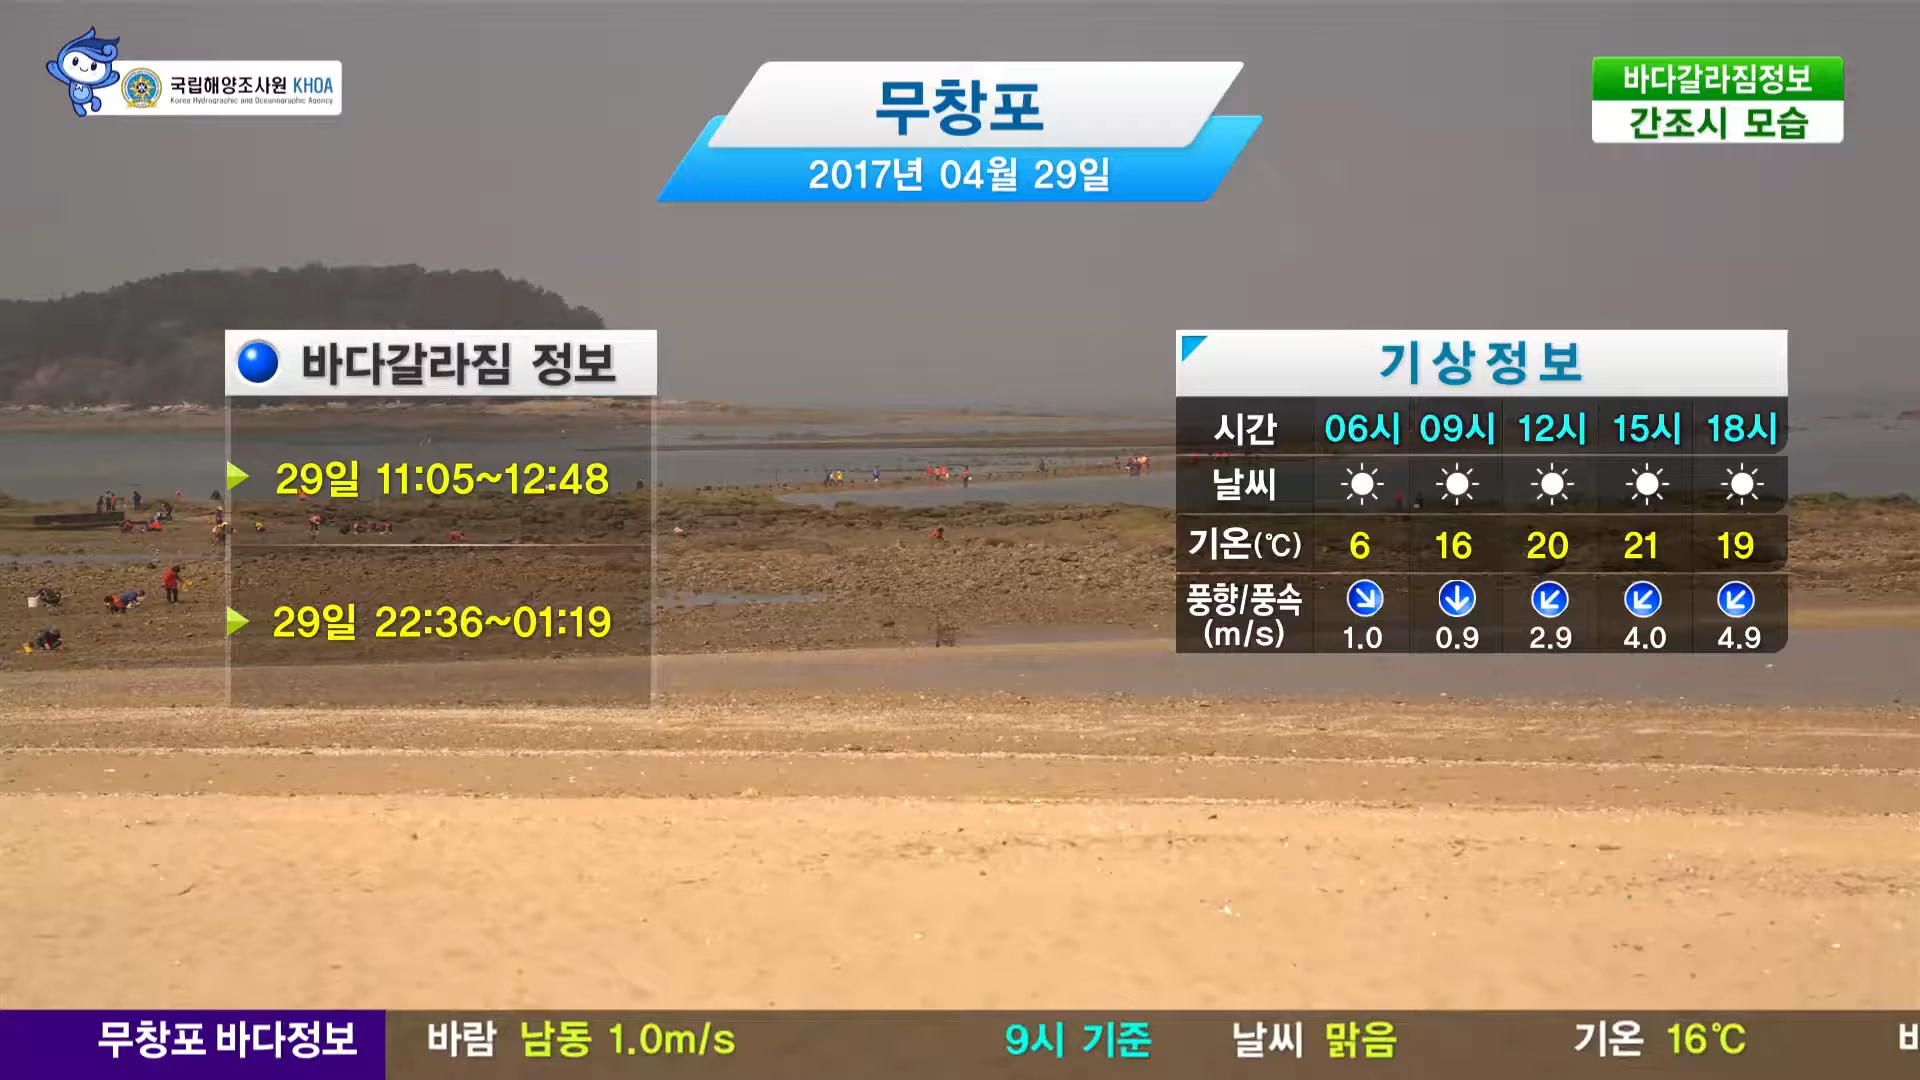 국립해양조사원 KHOA
Korea Hydrographic and Oceanographic Agency
무창포
2017년 04월 29일
바다갈라짐정보
간조시 모습
바다갈라짐 정보
29일 11:05~12:48
29일 22:36~01:19
기상정보
시간 06시 09시 12시 15시 18시
날씨
기온(℃) 6 16 20 21 19
풍향/풍속
(m/s) 1.0 0.9 2.9 4.0 4.9
무창포 바다정보 바람 남동 1.0m/s 9시 기준 날씨 맑음 기온 16℃